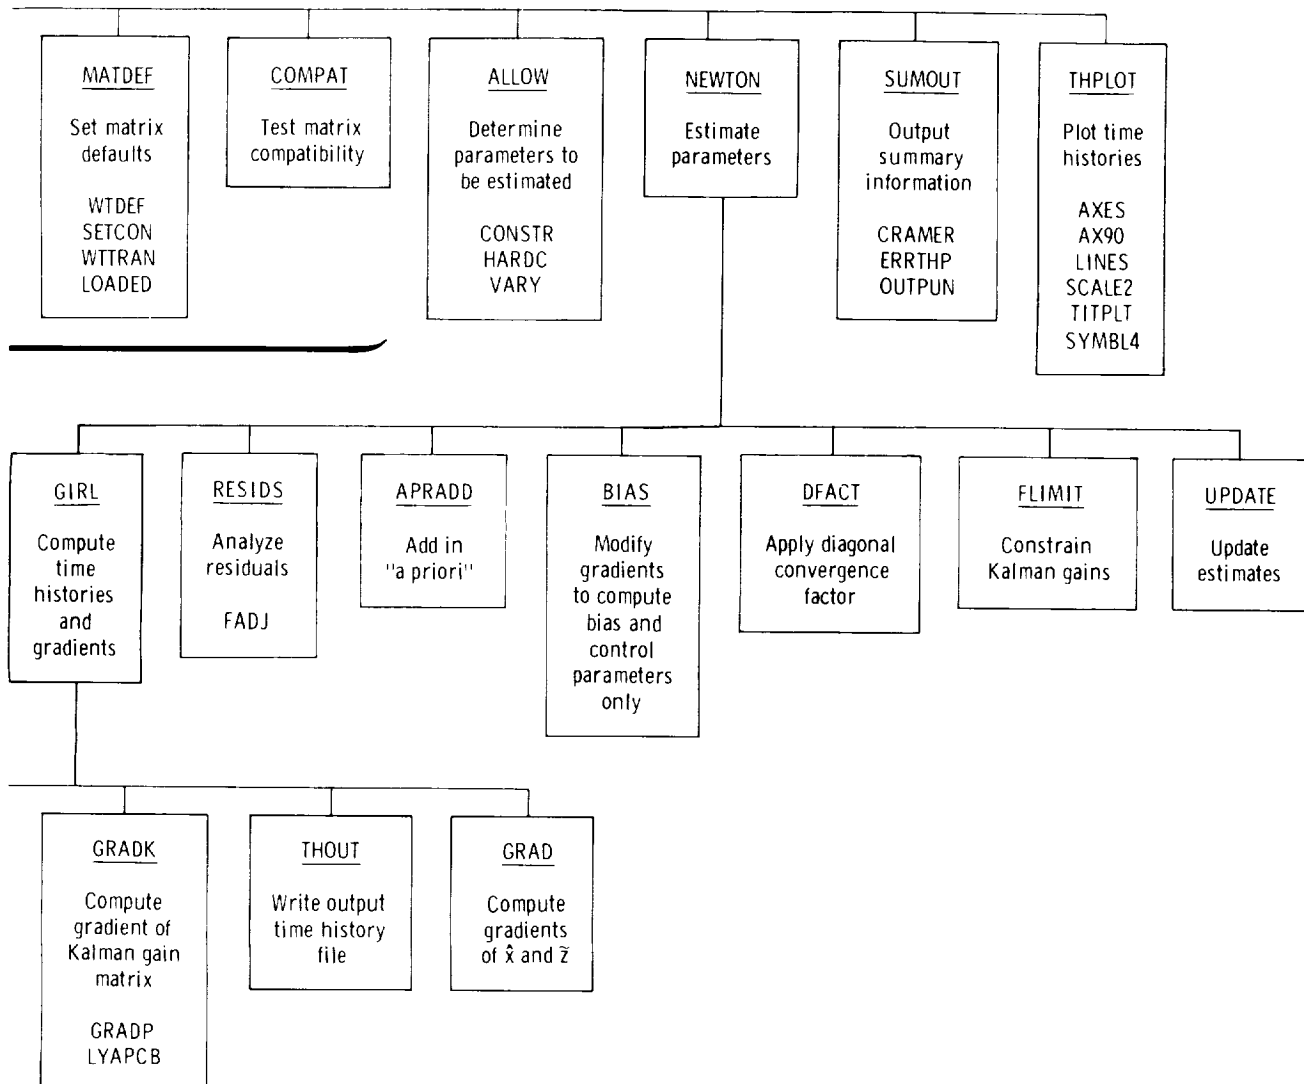 MATDEF
Set matrix
defaults
WTDEF
SETCON
WTTRAN
LOADED
COMPAT
Test matrix
compatibility
ALLOW
Determine
parameters to
be estimated
CONSTR
HARDC
VARY
NEWTON
Estimate
parameters
SUMOUT
Output
summary
information
CRAMER
ERRTHP
OUTPUN
THPLOT
Plot time
histories
AXES
AX90
LINES
SCALE2
TITPLT
SYMBL4
GIRL
Compute
time
histories
and
gradients
RESIDS
Analyze
residuals
FADJ
APRADD
Add in
"a priori"
BIAS
Modify
gradients
to compute
bias and
control
parameters
only
DFACT
Apply diagonal
convergence
factor
FLIMIT
Constrain
Kalman gains
UPDATE
Update
estimates
GRADK
Compute
gradient of
Kalman gain
matrix
GRADP
LYAPCB
THOUT
Write output
time history
file
GRAD
Compute
gradients
of x̂ and z̃